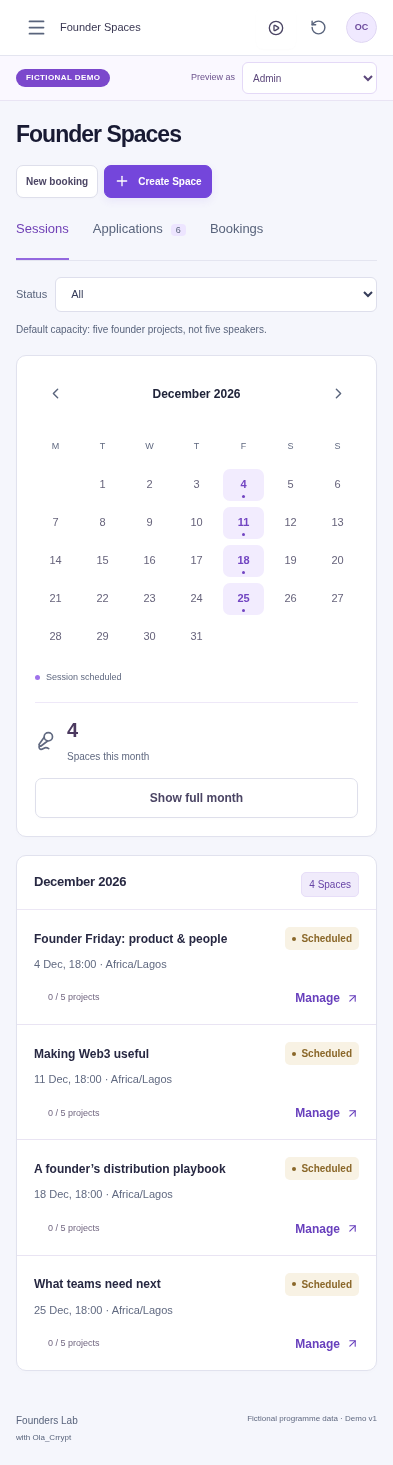 Founder Spaces
OC
FICTIONAL DEMO
Preview as
Admin
Founder Spaces
New booking
Create Space
Sessions
Applications 6
Bookings
Status
All
Default capacity: five founder projects, not five speakers.
December 2026
M T W T F S S
1 2 3 4 5 6
7 8 9 10 11 12 13
14 15 16 17 18 19 20
21 22 23 24 25 26 27
28 29 30 31
Session scheduled
4
Spaces this month
Show full month
December 2026
4 Spaces
Founder Friday: product & people
Scheduled
4 Dec, 18:00 · Africa/Lagos
0 / 5 projects
Manage
Making Web3 useful
Scheduled
11 Dec, 18:00 · Africa/Lagos
0 / 5 projects
Manage
A founder’s distribution playbook
Scheduled
18 Dec, 18:00 · Africa/Lagos
0 / 5 projects
Manage
What teams need next
Scheduled
25 Dec, 18:00 · Africa/Lagos
0 / 5 projects
Manage
Founders Lab
Fictional programme data · Demo v1
with Ola_Crrypt